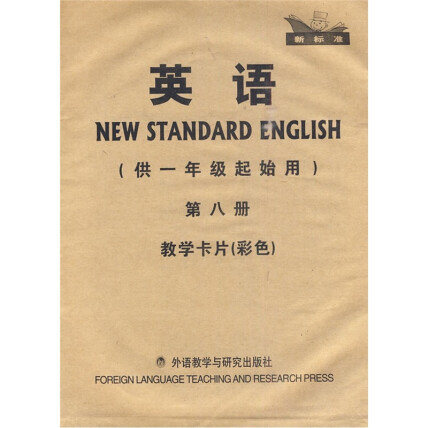 新标准
英语
NEW STANDARD ENGLISH
(供一年级起始用)
第八册
教学卡片(彩色)
外语教学与研究出版社
FOREIGN LANGUAGE TEACHING AND RESEARCH PRESS